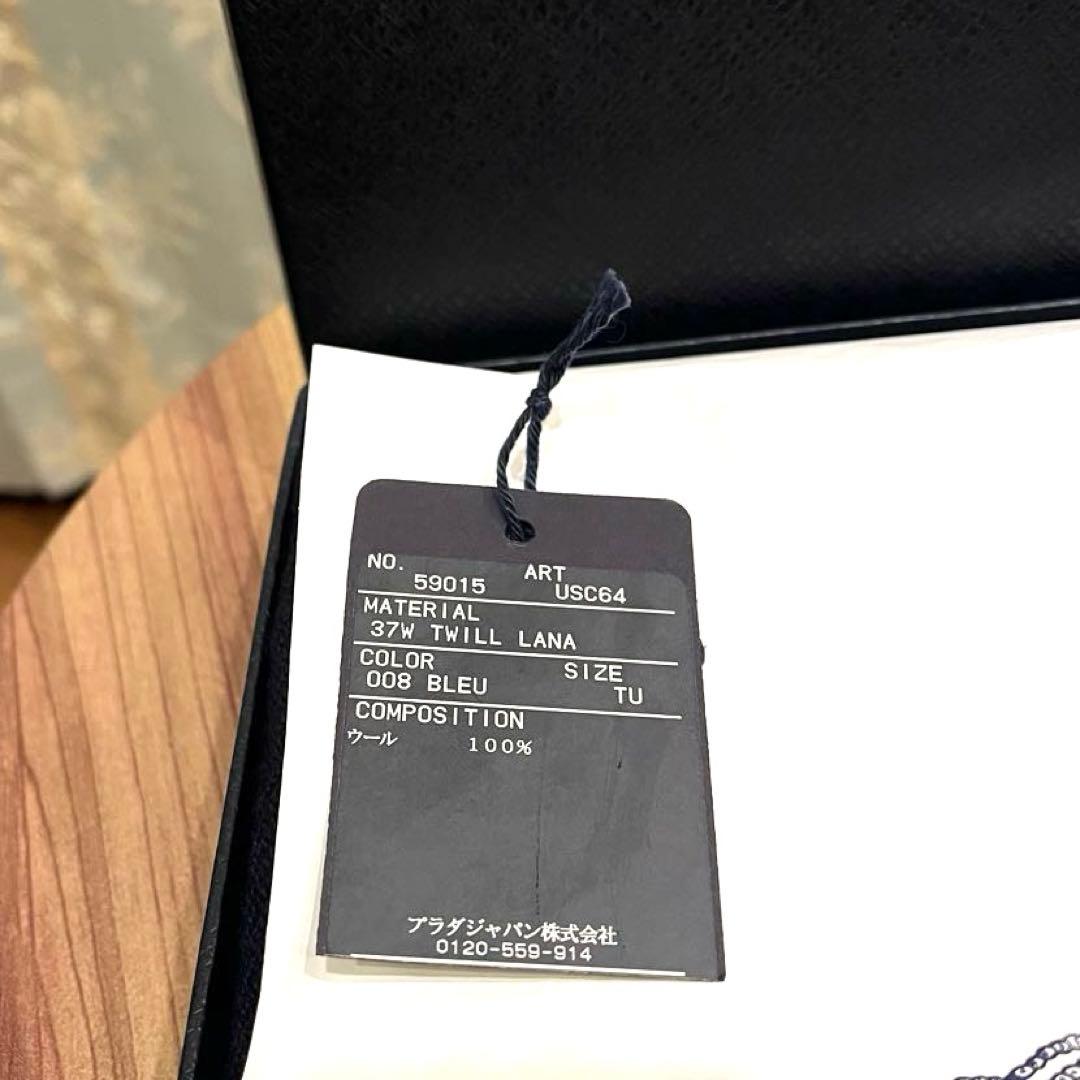 NO. ART
59015 USC64
MATERIAL
37W TWILL LANA
COLOR SIZE
008 BLEU TU
COMPOSITION
ウール 100%
プラダジャパン株式会社
0120-559-914